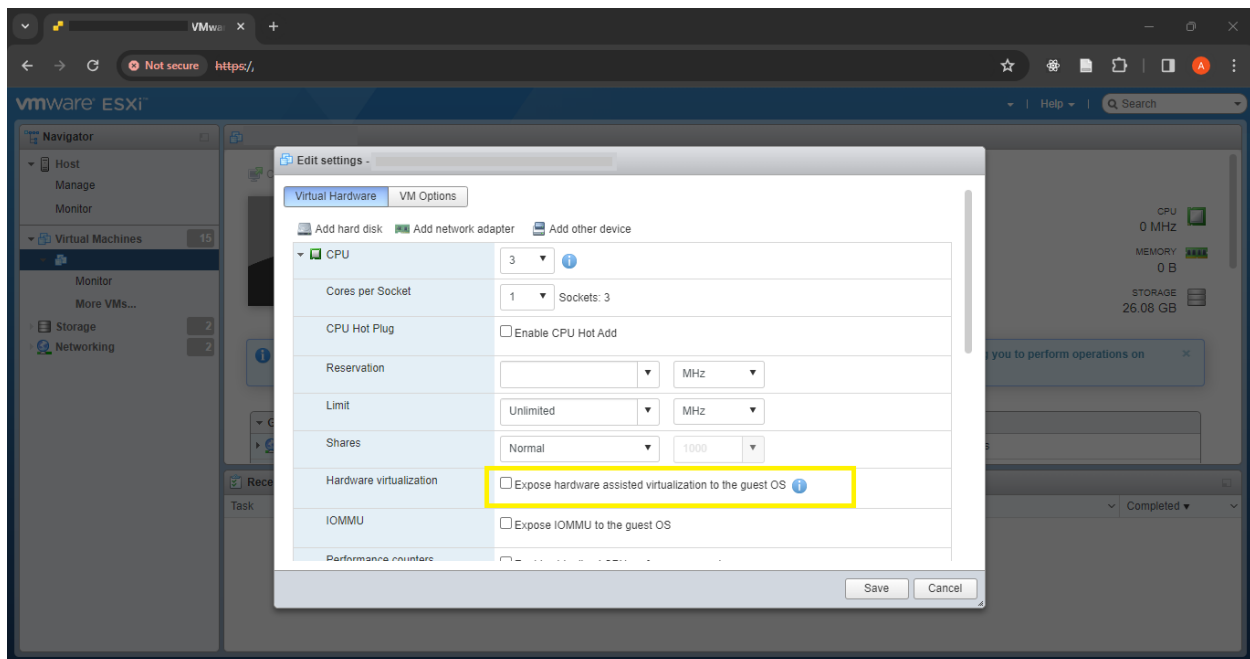 VMwa
Not secure https:/,
A
vmware ESXi
Help
Search
Navigator
Host
Manage
Monitor
Virtual Machines 15
Monitor
More VMs...
Storage 2
Networking 2
Edit settings -
Virtual Hardware VM Options
Add hard disk Add network adapter Add other device
CPU 3
Cores per Socket 1 Sockets: 3
CPU Hot Plug Enable CPU Hot Add
Reservation MHz
Limit Unlimited MHz
Shares Normal 1000
Hardware virtualization Expose hardware assisted virtualization to the guest OS
IOMMU Expose IOMMU to the guest OS
Performance counters
Save Cancel
CPU
0 MHz
MEMORY
0 B
STORAGE
26.08 GB
you to perform operations on
Rece
Task
Completed